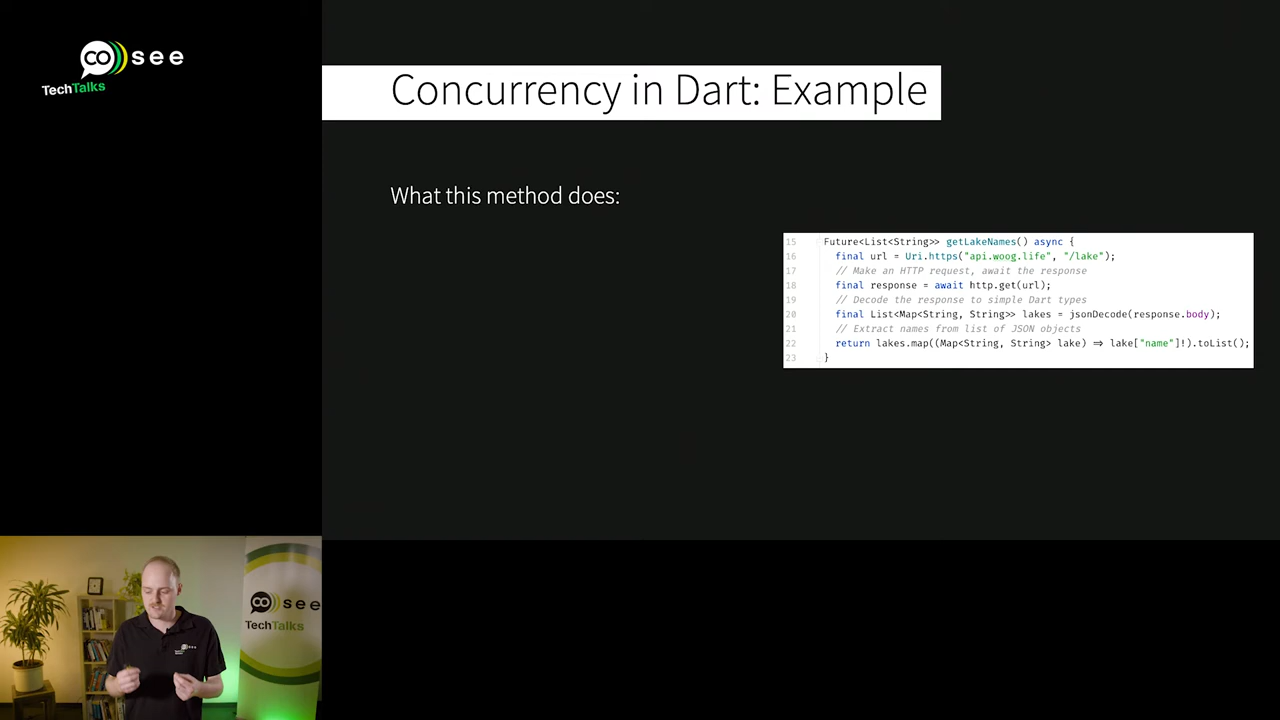 co see
TechTalks
Concurrency in Dart: Example
What this method does:
15 Future<List<String>> getLakeNames() async {
16 final url = Uri.https("api.woog.life", "/lake");
17 // Make an HTTP request, await the response
18 final response = await http.get(url);
19 // Decode the response to simple Dart types
20 final List<Map<String, String>> lakes = jsonDecode(response.body);
21 // Extract names from list of JSON objects
22 return lakes.map((Map<String, String> lake) ⇒ lake["name"]!).toList();
23 }
co see
TechTalks
see